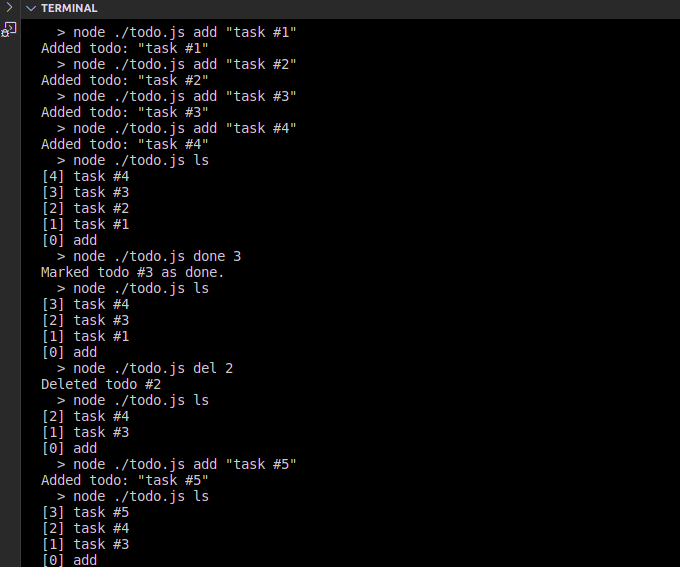 TERMINAL
> node ./todo.js add "task #1"
Added todo: "task #1"
> node ./todo.js add "task #2"
Added todo: "task #2"
> node ./todo.js add "task #3"
Added todo: "task #3"
> node ./todo.js add "task #4"
Added todo: "task #4"
> node ./todo.js ls
[4] task #4
[3] task #3
[2] task #2
[1] task #1
[0] add
> node ./todo.js done 3
Marked todo #3 as done.
> node ./todo.js ls
[3] task #4
[2] task #3
[1] task #1
[0] add
> node ./todo.js del 2
Deleted todo #2
> node ./todo.js ls
[2] task #4
[1] task #3
[0] add
> node ./todo.js add "task #5"
Added todo: "task #5"
> node ./todo.js ls
[3] task #5
[2] task #4
[1] task #3
[0] add